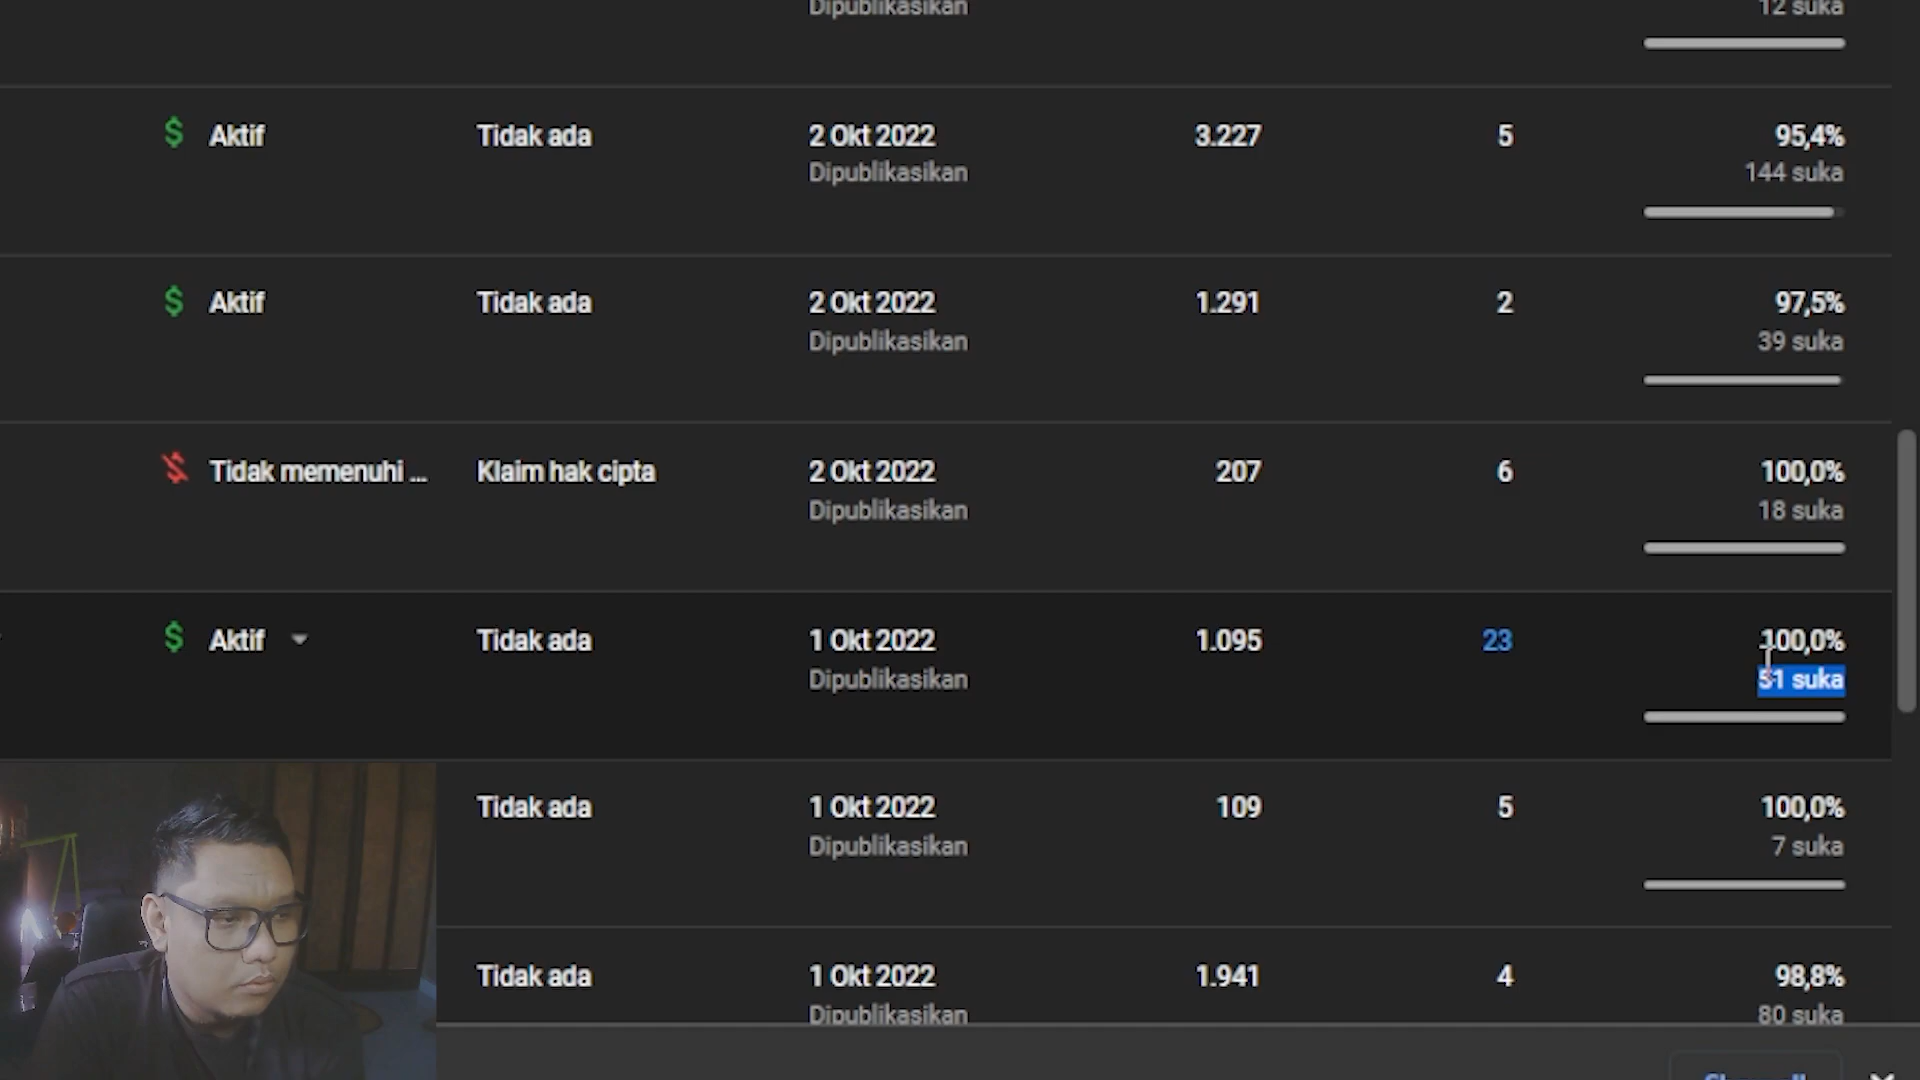 Dipublikasikan
12 suka
$ Aktif Tidak ada 2 Okt 2022 3.227 5 95,4%
Dipublikasikan 144 suka
$ Aktif Tidak ada 2 Okt 2022 1.291 2 97,5%
Dipublikasikan 39 suka
Tidak memenuhi ... Klaim hak cipta 2 Okt 2022 207 6 100,0%
Dipublikasikan 18 suka
$ Aktif Tidak ada 1 Okt 2022 1.095 23 100,0%
Dipublikasikan 51 suka
Tidak ada 1 Okt 2022 109 5 100,0%
Dipublikasikan 7 suka
Tidak ada 1 Okt 2022 1.941 4 98,8%
Dipublikasikan 80 suka